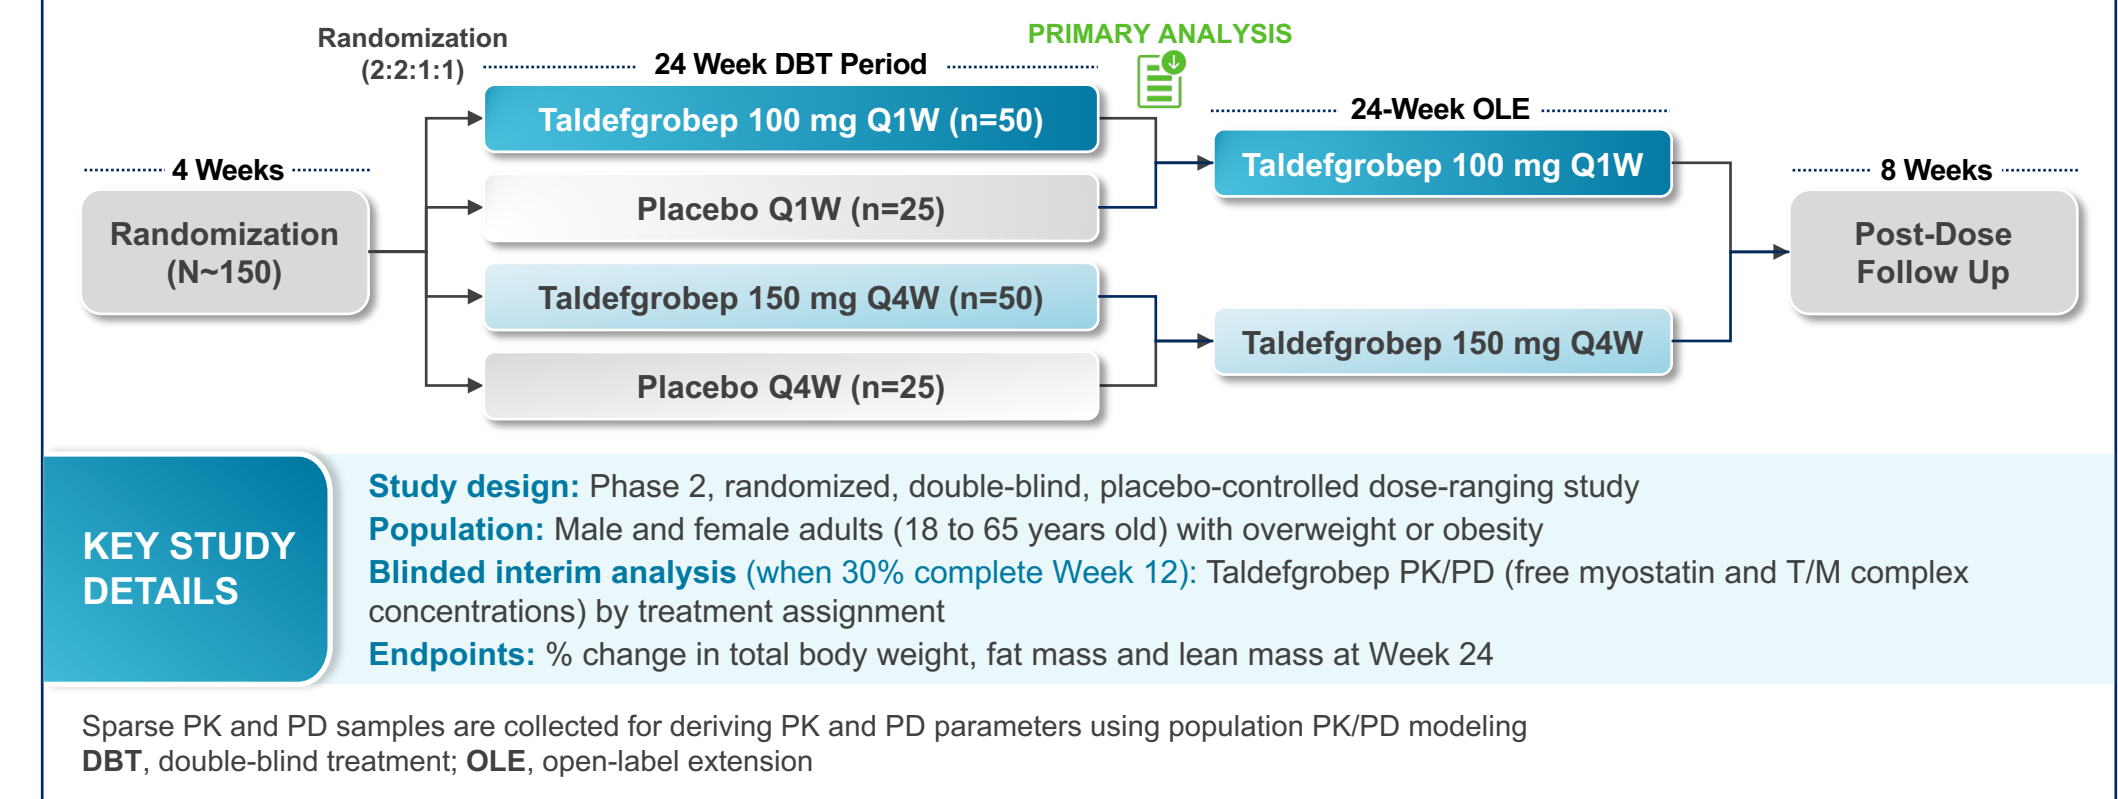 Randomization
(2:2:1:1)
24 Week DBT Period
PRIMARY ANALYSIS
Taldefgrobep 100 mg Q1W (n=50)
24-Week OLE
4 Weeks
Taldefgrobep 100 mg Q1W
8 Weeks
Randomization
(N~150)
Placebo Q1W (n=25)
Post-Dose
Follow Up
Taldefgrobep 150 mg Q4W (n=50)
Taldefgrobep 150 mg Q4W
Placebo Q4W (n=25)
KEY STUDY
DETAILS
Study design: Phase 2, randomized, double-blind, placebo-controlled dose-ranging study
Population: Male and female adults (18 to 65 years old) with overweight or obesity
Blinded interim analysis (when 30% complete Week 12): Taldefgrobep PK/PD (free myostatin and T/M complex
concentrations) by treatment assignment
Endpoints: % change in total body weight, fat mass and lean mass at Week 24
Sparse PK and PD samples are collected for deriving PK and PD parameters using population PK/PD modeling
DBT, double-blind treatment; OLE, open-label extension